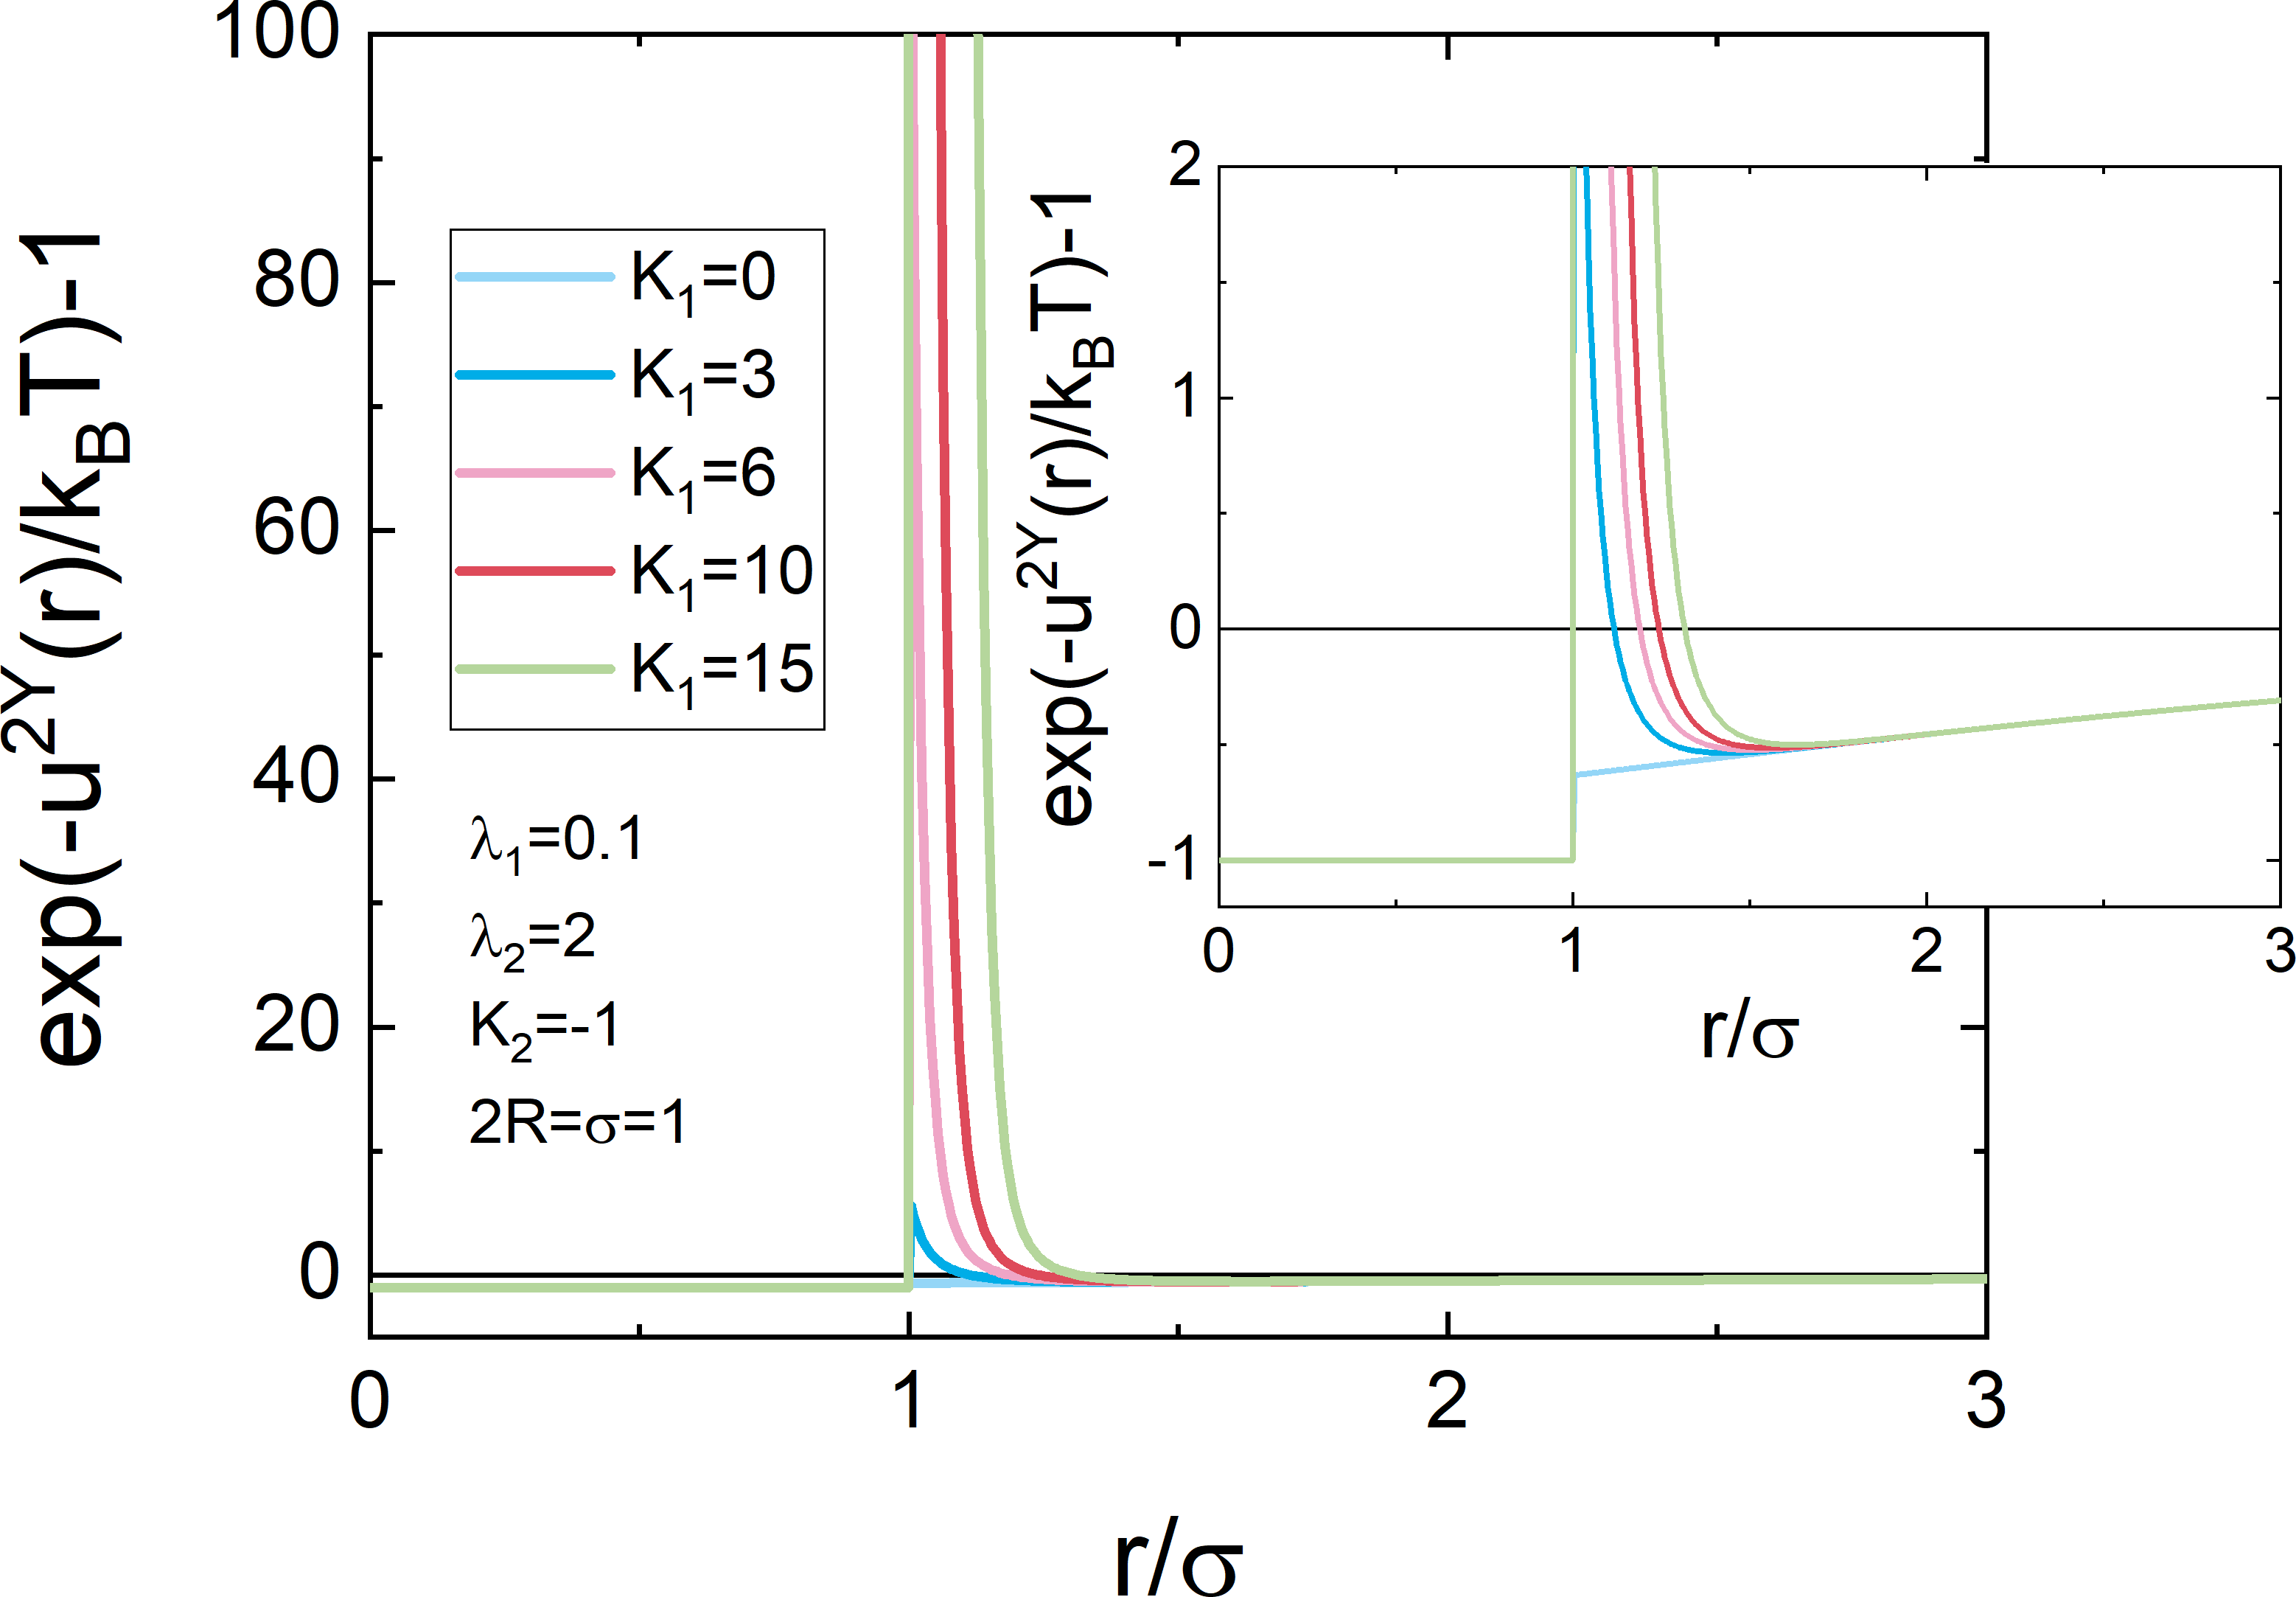 exp(-u²ʸ(r)/k_BT)-1
100
80
60
40
20
0
K₁=0
K₁=3
K₁=6
K₁=10
K₁=15
λ₁=0.1
λ₂=2
K₂=-1
2R=σ=1
0 1 2 3
r/σ
exp(-u²ʸ(r)/k_BT)-1
2
1
0
-1
0 1 2 3
r/σ